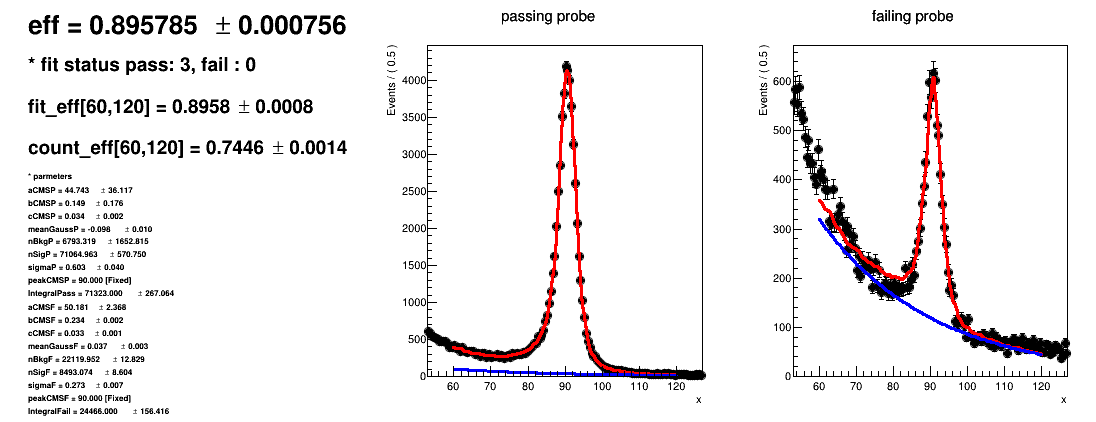 eff = 0.895785 ± 0.000756
* fit status pass: 3, fail : 0
fit_eff[60,120] = 0.8958 ± 0.0008
count_eff[60,120] = 0.7446 ± 0.0014
* parmeters
aCMSP = 44.743 ± 36.117
bCMSP = 0.149 ± 0.176
cCMSP = 0.034 ± 0.002
meanGaussP = -0.098 ± 0.010
nBkgP = 6793.319 ± 1652.815
nSigP = 71064.963 ± 570.750
sigmaP = 0.603 ± 0.040
peakCMSP = 90.000 [Fixed]
IntegralPass = 71323.000 ± 267.064
aCMSF = 50.181 ± 2.368
bCMSF = 0.234 ± 0.002
cCMSF = 0.033 ± 0.001
meanGaussF = 0.037 ± 0.003
nBkgF = 22119.952 ± 12.829
nSigF = 8493.074 ± 8.604
sigmaF = 0.273 ± 0.007
peakCMSF = 90.000 [Fixed]
IntegralFail = 24466.000 ± 156.416
passing probe
Events / ( 0.5 )
4000
3500
3000
2500
2000
1500
1000
500
0
60 70 80 90 100 110 120
x
failing probe
Events / ( 0.5 )
600
500
400
300
200
100
0
60 70 80 90 100 110 120
x